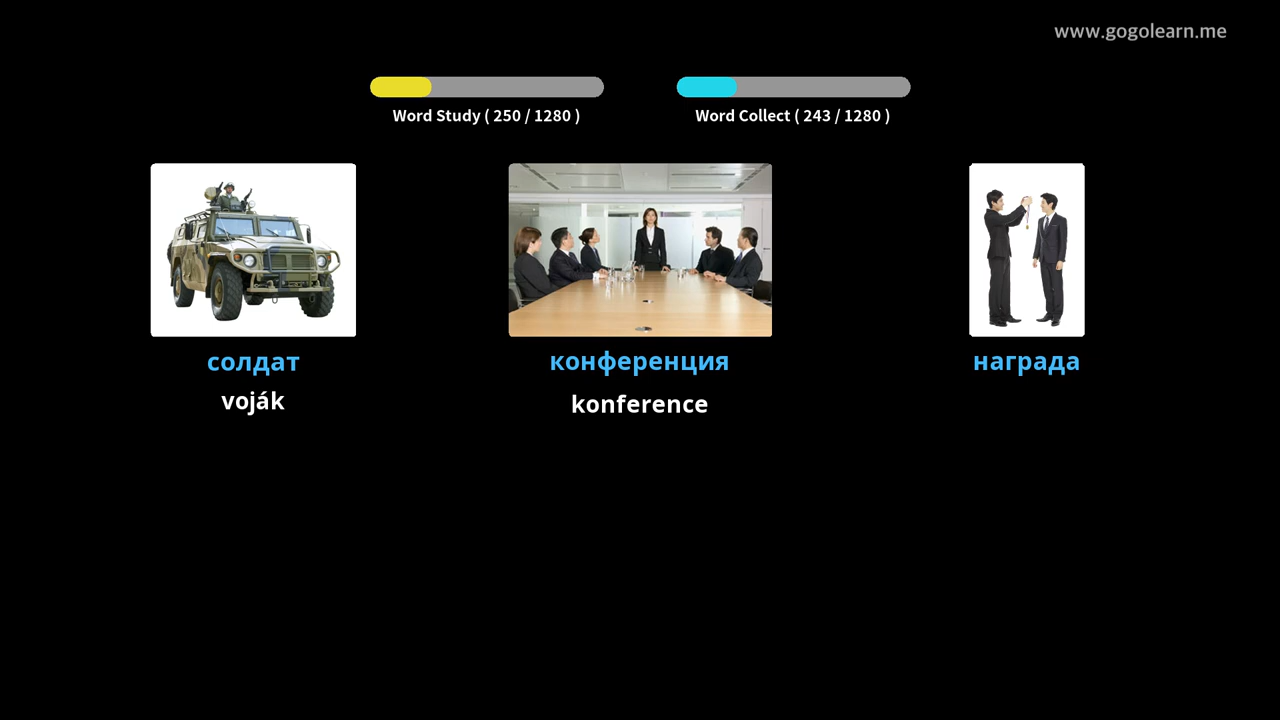 www.gogolearn.me
Word Study ( 250 / 1280 )
Word Collect ( 243 / 1280 )
солдат
конференция
награда
voják
konference